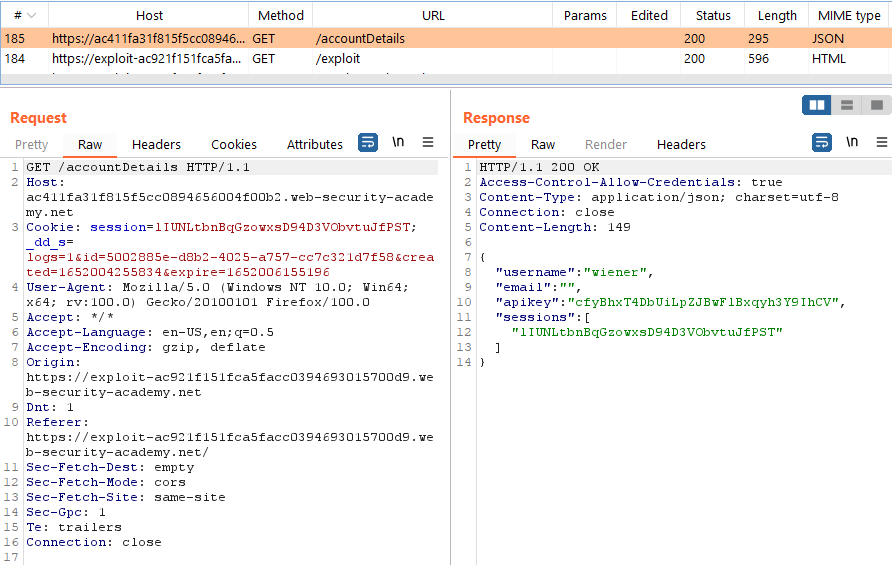 # Host Method URL Params Edited Status Length MIME type
185 https://ac411fa31f815f5cc08946... GET /accountDetails 200 295 JSON
184 https://exploit-ac921f151fca5fa... GET /exploit 200 596 HTML
Request
Pretty Raw Headers Cookies Attributes \n
1 GET /accountDetails HTTP/1.1
2 Host:
ac411fa31f815f5cc0894656004f00b2.web-security-acade
my.net
3 Cookie: session=lIUNLtbnBqGzowxsD94D3VObvtuJfPST;
_dd_s=
logs=1&id=5002885e-d8b2-4025-a757-cc7c321d7f58&crea
ted=1652004255834&expire=1652006155196
4 User-Agent: Mozilla/5.0 (Windows NT 10.0; Win64;
x64; rv:100.0) Gecko/20100101 Firefox/100.0
5 Accept: */*
6 Accept-Language: en-US,en;q=0.5
7 Accept-Encoding: gzip, deflate
8 Origin:
https://exploit-ac921f151fca5facc0394693015700d9.we
b-security-academy.net
9 Dnt: 1
10 Referer:
https://exploit-ac921f151fca5facc0394693015700d9.we
b-security-academy.net/
11 Sec-Fetch-Dest: empty
12 Sec-Fetch-Mode: cors
13 Sec-Fetch-Site: same-site
14 Sec-Gpc: 1
15 Te: trailers
16 Connection: close
17
Response
Pretty Raw Render Headers \n
1 HTTP/1.1 200 OK
2 Access-Control-Allow-Credentials: true
3 Content-Type: application/json; charset=utf-8
4 Connection: close
5 Content-Length: 149
6
7 {
8 "username":"wiener",
9 "email":"",
10 "apikey":"cfyBhxT4DbUiLpZJBwFlBxqyh3Y9IhCV",
11 "sessions":[
12 "lIUNLtbnBqGzowxsD94D3VObvtuJfPST"
13 ]
14 }